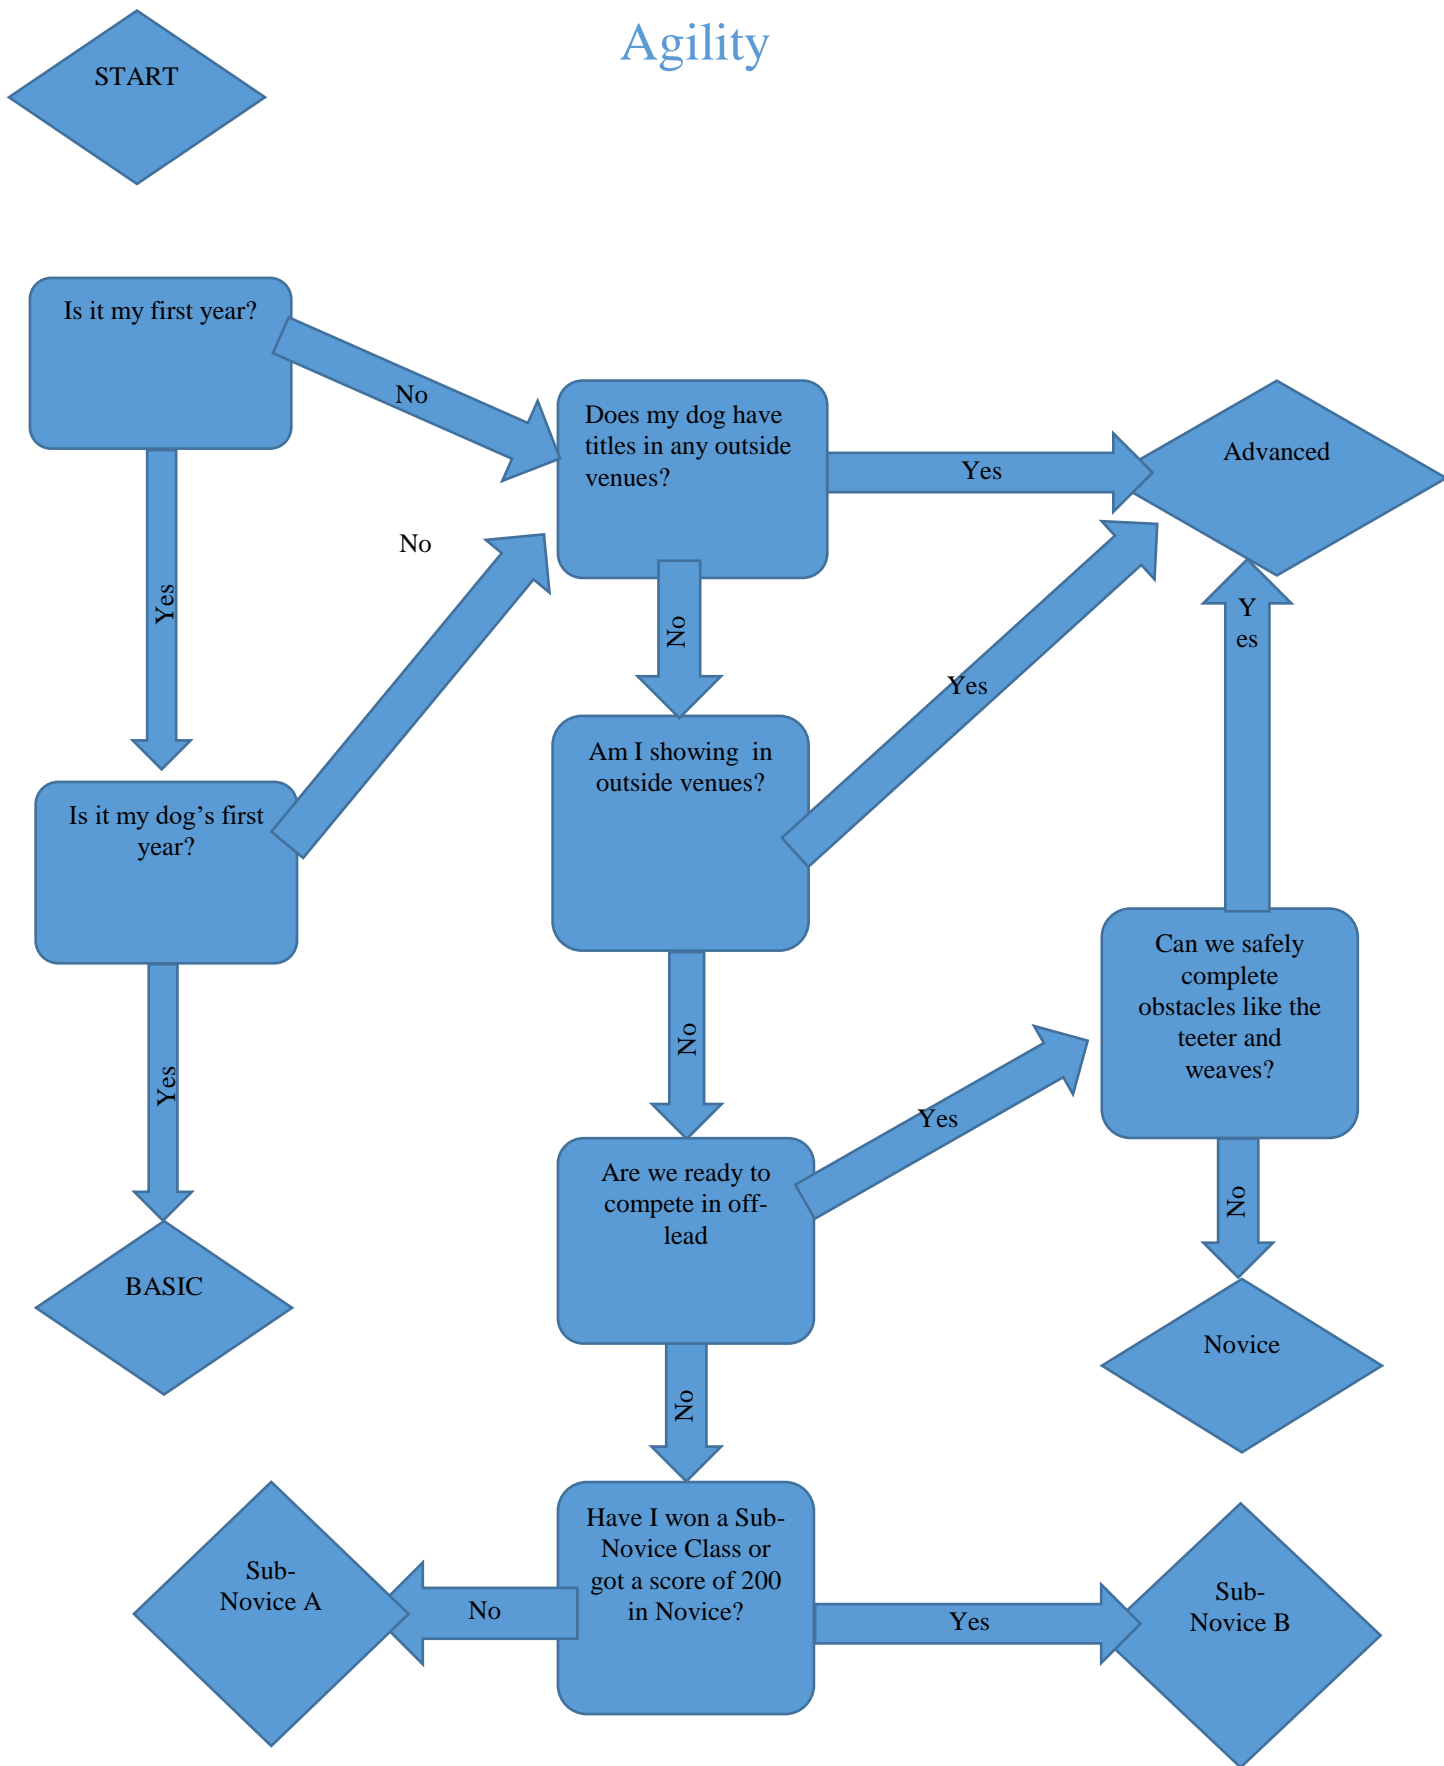 Agility
START
Is it my first year?
No
Does my dog have
titles in any outside
venues?
Yes
Advanced
Yes
No
No
Yes
Y
es
Is it my dog’s first
year?
Am I showing  in
outside venues?
Yes
No
Yes
Can we safely
complete
obstacles like the
teeter and
weaves?
Are we ready to
compete in off-
lead
No
BASIC
Novice
No
Sub-
Novice A
No
Have I won a Sub-
Novice Class or
got a score of 200
in Novice?
Yes
Sub-
Novice B